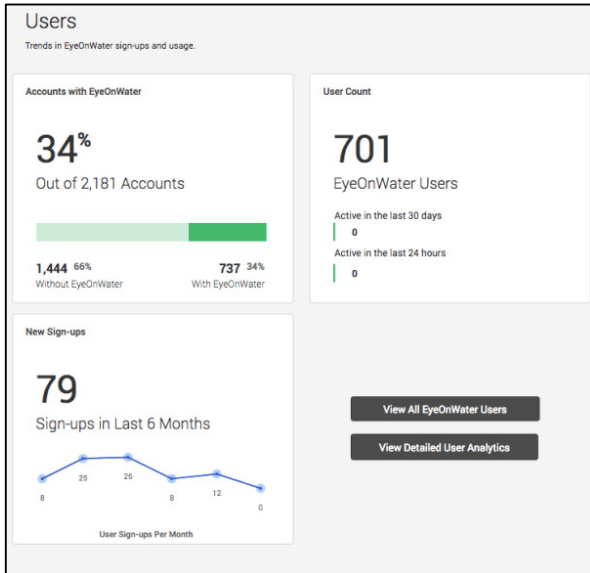 Users
Trends in EyeOnWater sign-ups and usage.
Accounts with EyeOnWater
34%
Out of 2,181 Accounts
1,444 66%
Without EyeOnWater
737 34%
With EyeOnWater
User Count
701
EyeOnWater Users
Active in the last 30 days
0
Active in the last 24 hours
0
New Sign-ups
79
Sign-ups in Last 6 Months
8
25
26
8
12
0
User Sign-ups Per Month
View All EyeOnWater Users
View Detailed User Analytics